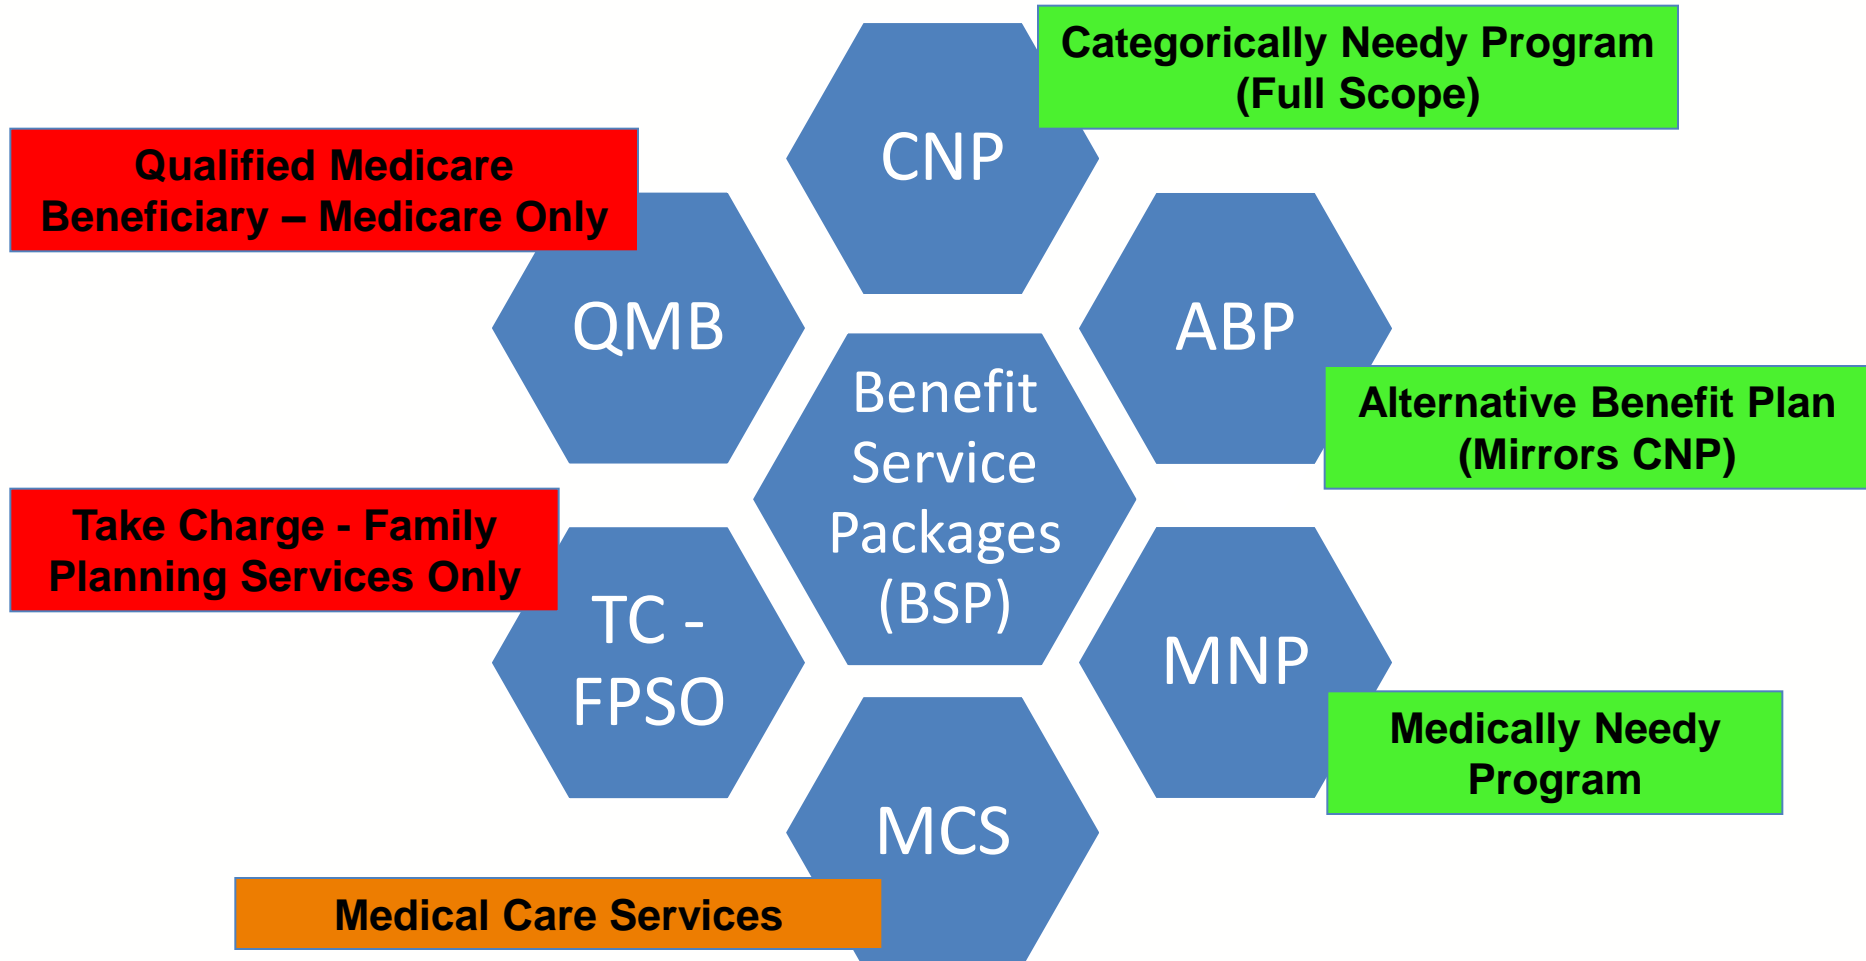 Categorically Needy Program
(Full Scope)
CNP
Qualified Medicare
Beneficiary – Medicare Only
QMB
ABP
Alternative Benefit Plan
(Mirrors CNP)
Benefit
Service
Packages
(BSP)
Take Charge - Family
Planning Services Only
TC -
FPSO
MNP
Medically Needy
Program
MCS
Medical Care Services